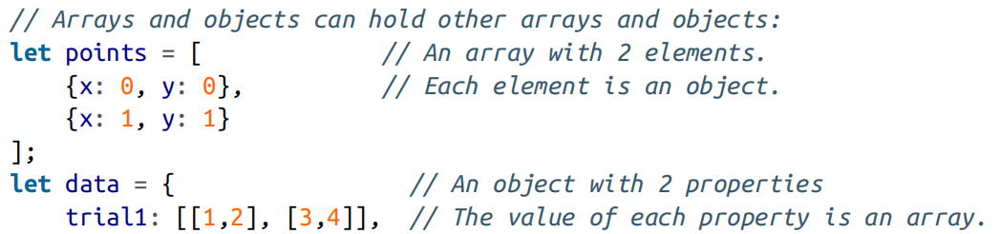 // Arrays and objects can hold other arrays and objects:
let points = [ // An array with 2 elements.
{x: 0, y: 0}, // Each element is an object.
{x: 1, y: 1}
];
let data = { // An object with 2 properties
trial1: [[1,2], [3,4]], // The value of each property is an array.